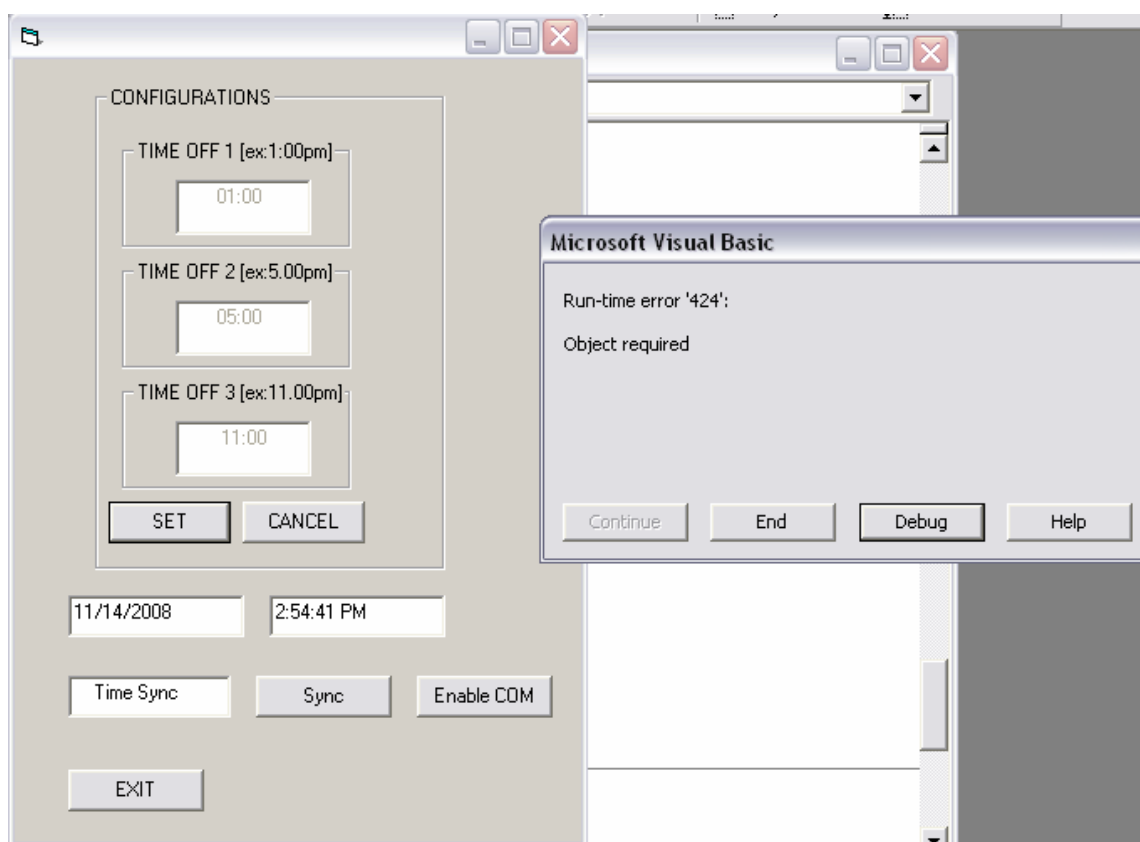 CONFIGURATIONS
TIME OFF 1 [ex:1:00pm]
01:00
TIME OFF 2 [ex:5.00pm]
05:00
TIME OFF 3 [ex:11.00pm]
11:00
SET
CANCEL
11/14/2008
2:54:41 PM
Time Sync
Sync
Enable COM
EXIT
Microsoft Visual Basic
Run-time error '424':
Object required
Continue
End
Debug
Help